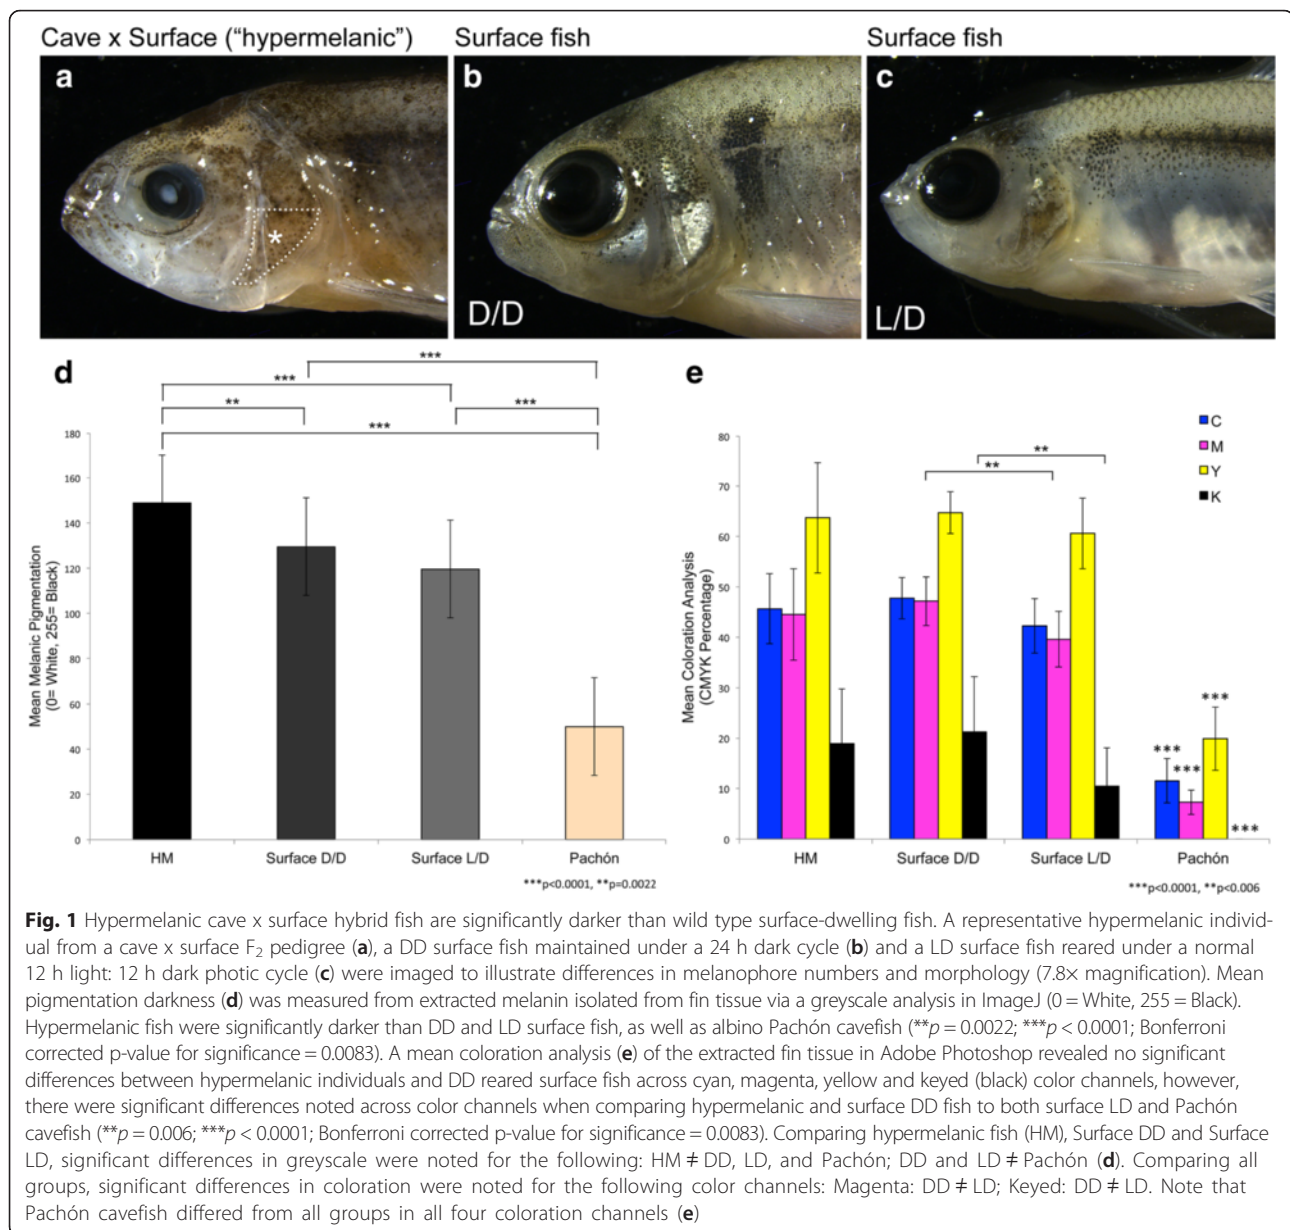 Cave x Surface (“hypermelanic”)
Surface fish
Surface fish
a
b
c
*
D/D
L/D
d
***
***
**
***
***
Mean Melanic Pigmentation
(0= White, 255= Black)
180
160
140
120
100
80
60
40
20
0
HM
Surface D/D
Surface L/D
Pachón
***p<0.0001, **p=0.0022
e
C
M
Y
K
**
**
Mean Coloration Analysis
(CMYK Percentage)
80
70
60
50
40
30
20
10
0
***
***
***
***
HM
Surface D/D
Surface L/D
Pachón
***p<0.0001, **p<0.006
Fig. 1 Hypermelanic cave x surface hybrid fish are significantly darker than wild type surface-dwelling fish. A representative hypermelanic individ-
ual from a cave x surface F₂ pedigree (a), a DD surface fish maintained under a 24 h dark cycle (b) and a LD surface fish reared under a normal
12 h light: 12 h dark photic cycle (c) were imaged to illustrate differences in melanophore numbers and morphology (7.8× magnification). Mean
pigmentation darkness (d) was measured from extracted melanin isolated from fin tissue via a greyscale analysis in ImageJ (0 = White, 255 = Black).
Hypermelanic fish were significantly darker than DD and LD surface fish, as well as albino Pachón cavefish (**p = 0.0022; ***p < 0.0001; Bonferroni
corrected p-value for significance = 0.0083). A mean coloration analysis (e) of the extracted fin tissue in Adobe Photoshop revealed no significant
differences between hypermelanic individuals and DD reared surface fish across cyan, magenta, yellow and keyed (black) color channels, however,
there were significant differences noted across color channels when comparing hypermelanic and surface DD fish to both surface LD and Pachón
cavefish (**p = 0.006; ***p < 0.0001; Bonferroni corrected p-value for significance = 0.0083). Comparing hypermelanic fish (HM), Surface DD and Surface
LD, significant differences in greyscale were noted for the following: HM ≠ DD, LD, and Pachón; DD and LD ≠ Pachón (d). Comparing all
groups, significant differences in coloration were noted for the following color channels: Magenta: DD ≠ LD; Keyed: DD ≠ LD. Note that
Pachón cavefish differed from all groups in all four coloration channels (e)